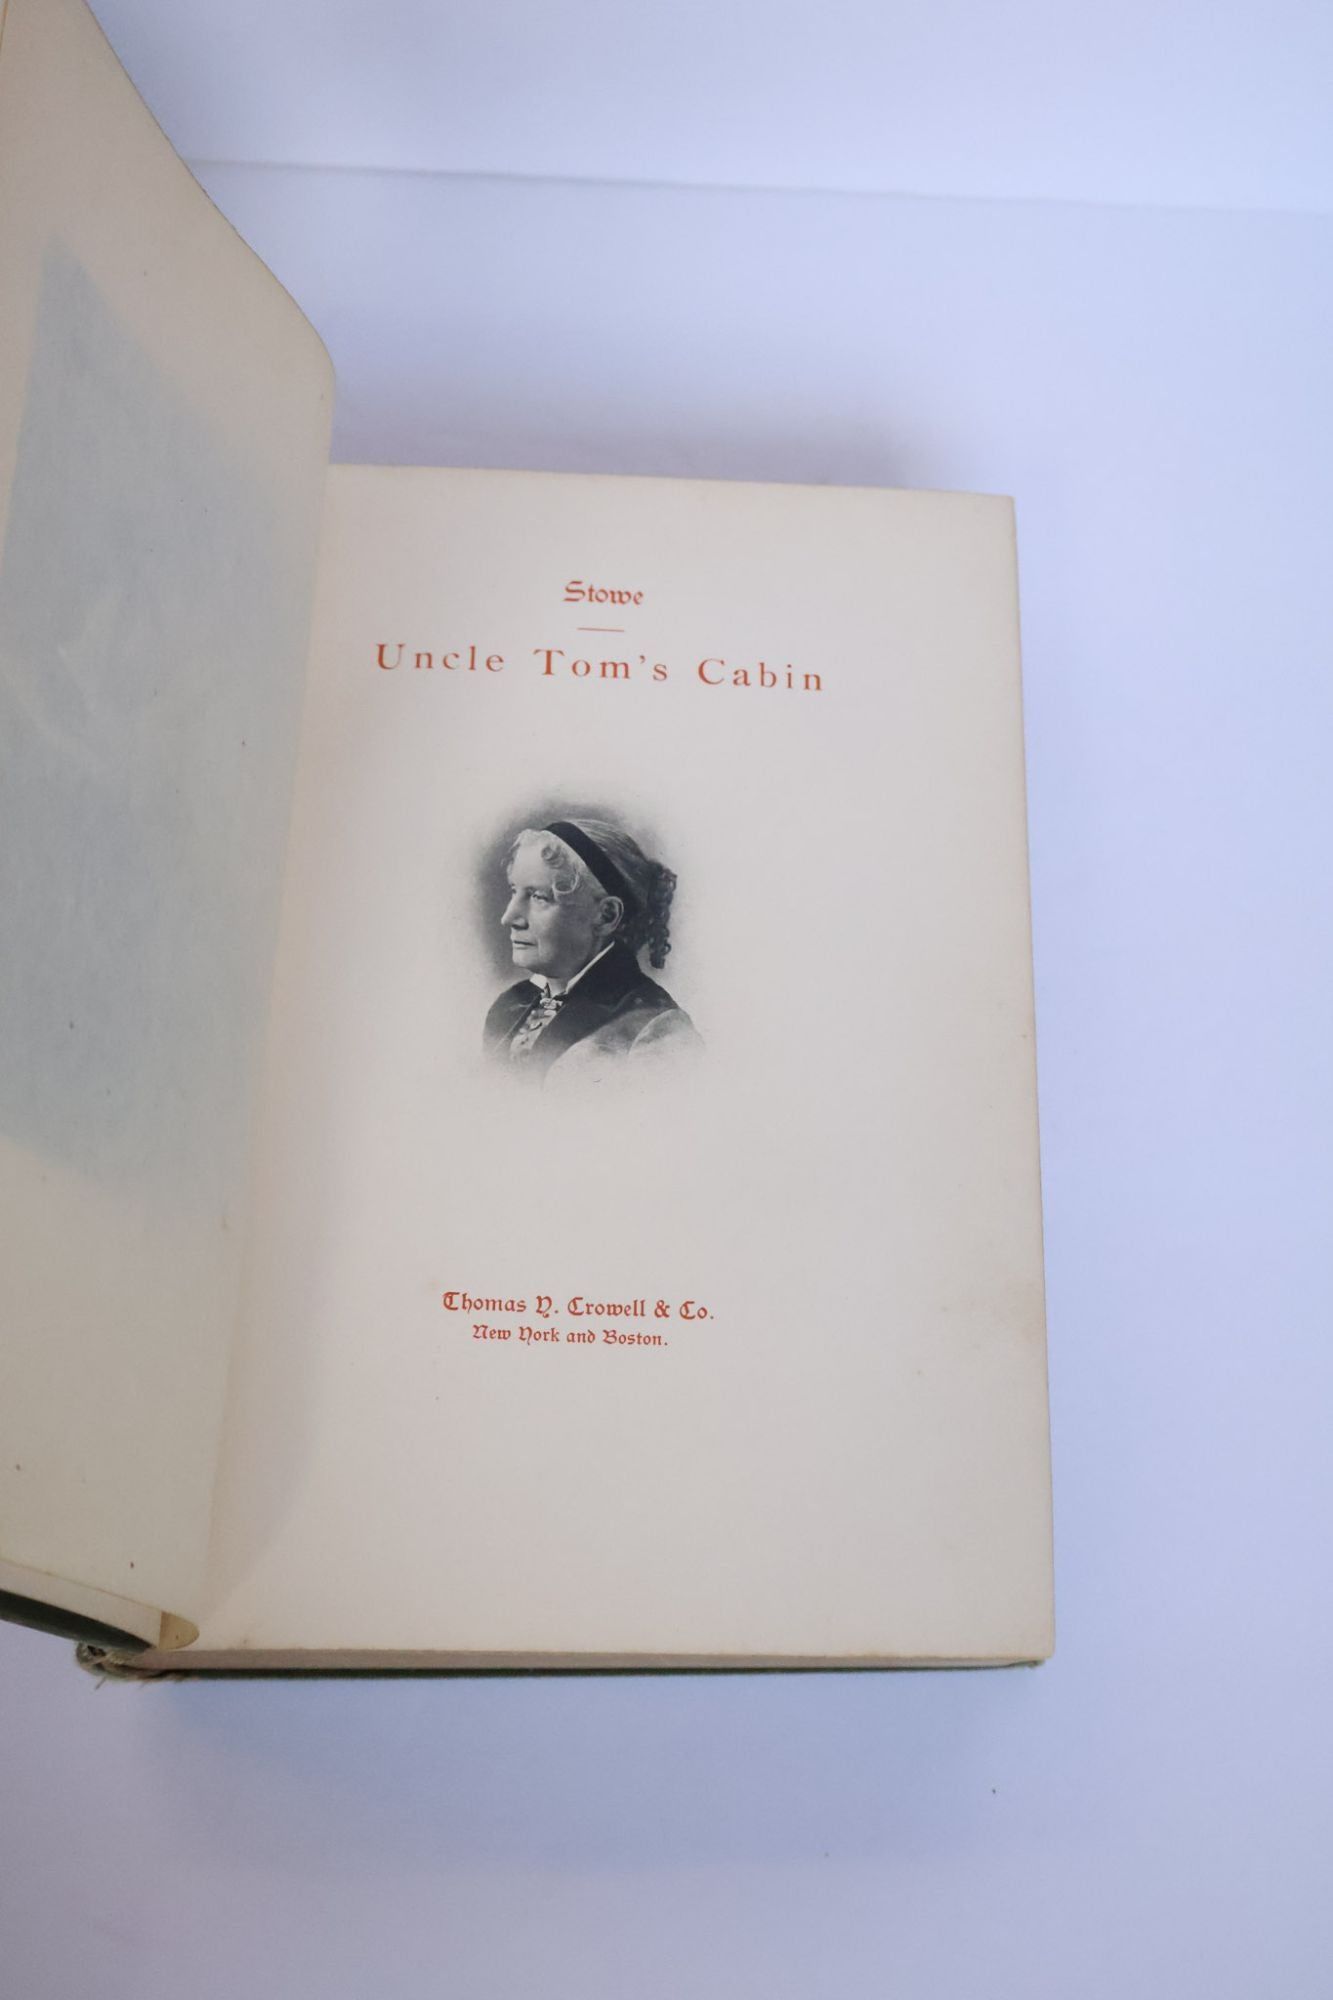 Stowe
Uncle Tom's Cabin
Thomas Y. Crowell & Co.
New York and Boston.